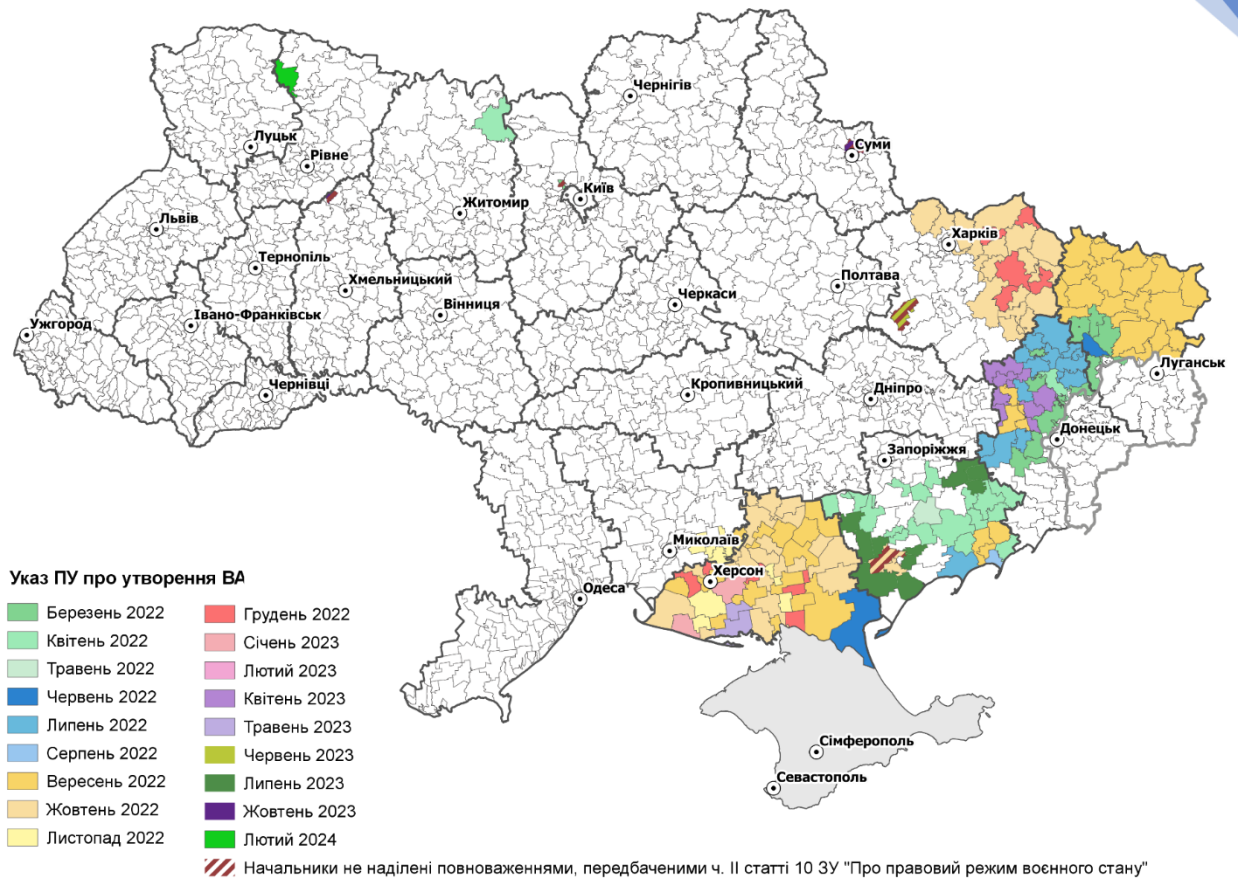 Чернігів
Луцьк
Рівне
Суми
Київ
Житомир
Львів
Харків
Тернопіль
Хмельницький
Полтава
Вінниця
Черкаси
Ужгород
Івано-Франківськ
Луганськ
Чернівці
Кропивницький
Дніпро
Донецьк
Запоріжжя
Миколаїв
Херсон
Одеса
Сімферополь
Севастополь
Указ ПУ про утворення ВА
Березень 2022
Квітень 2022
Травень 2022
Червень 2022
Липень 2022
Серпень 2022
Вересень 2022
Жовтень 2022
Листопад 2022
Грудень 2022
Січень 2023
Лютий 2023
Квітень 2023
Травень 2023
Червень 2023
Липень 2023
Жовтень 2023
Лютий 2024
Начальники не наділені повноваженнями, передбаченими ч. ІІ статті 10 ЗУ "Про правовий режим воєнного стану"